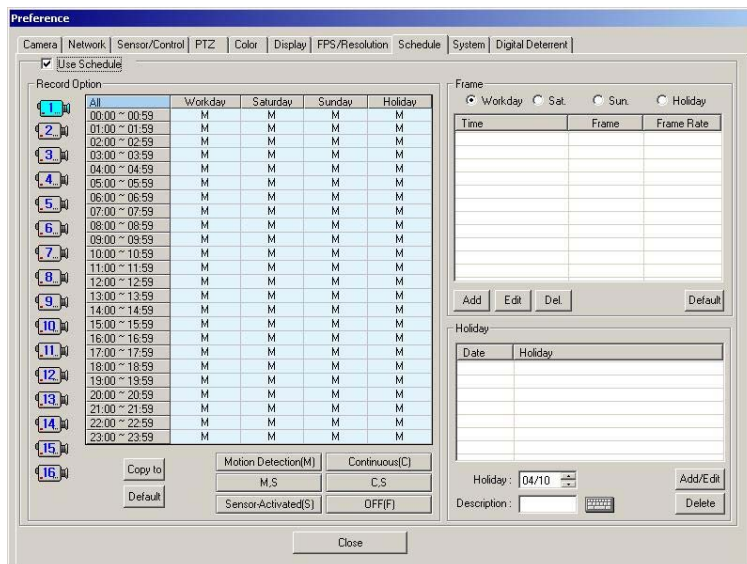 Preference
Camera Network Sensor/Control PTZ Color Display FPS/Resolution Schedule System Digital Deterrent
Use Schedule
Record Option
1
2
3
4
5
6
7
8
9
10
11
12
13
14
15
16
All Workday Saturday Sunday Holiday
00:00 ~ 00:59 M M M M
01:00 ~ 01:59 M M M M
02:00 ~ 02:59 M M M M
03:00 ~ 03:59 M M M M
04:00 ~ 04:59 M M M M
05:00 ~ 05:59 M M M M
06:00 ~ 06:59 M M M M
07:00 ~ 07:59 M M M M
08:00 ~ 08:59 M M M M
09:00 ~ 09:59 M M M M
10:00 ~ 10:59 M M M M
11:00 ~ 11:59 M M M M
12:00 ~ 12:59 M M M M
13:00 ~ 13:59 M M M M
14:00 ~ 14:59 M M M M
15:00 ~ 15:59 M M M M
16:00 ~ 16:59 M M M M
17:00 ~ 17:59 M M M M
18:00 ~ 18:59 M M M M
19:00 ~ 19:59 M M M M
20:00 ~ 20:59 M M M M
21:00 ~ 21:59 M M M M
22:00 ~ 22:59 M M M M
23:00 ~ 23:59 M M M M
Copy to
Default
Motion Detection(M) Continuous(C)
M,S C,S
Sensor-Activated(S) OFF(F)
Frame
Workday Sat. Sun. Holiday
Time Frame Frame Rate
Add Edit Del. Default
Holiday
Date Holiday
Holiday : 04/10 Add/Edit
Description : Delete
Close